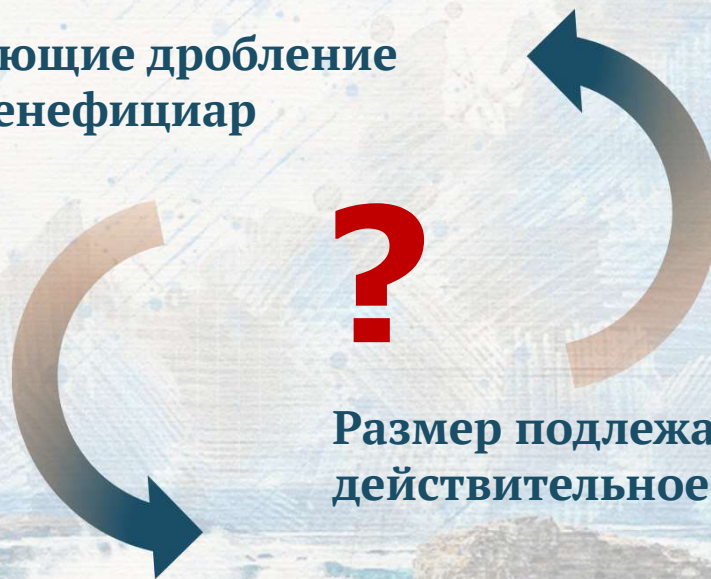 ющие дробление
енефициар
?
Размер подлежа
действительное